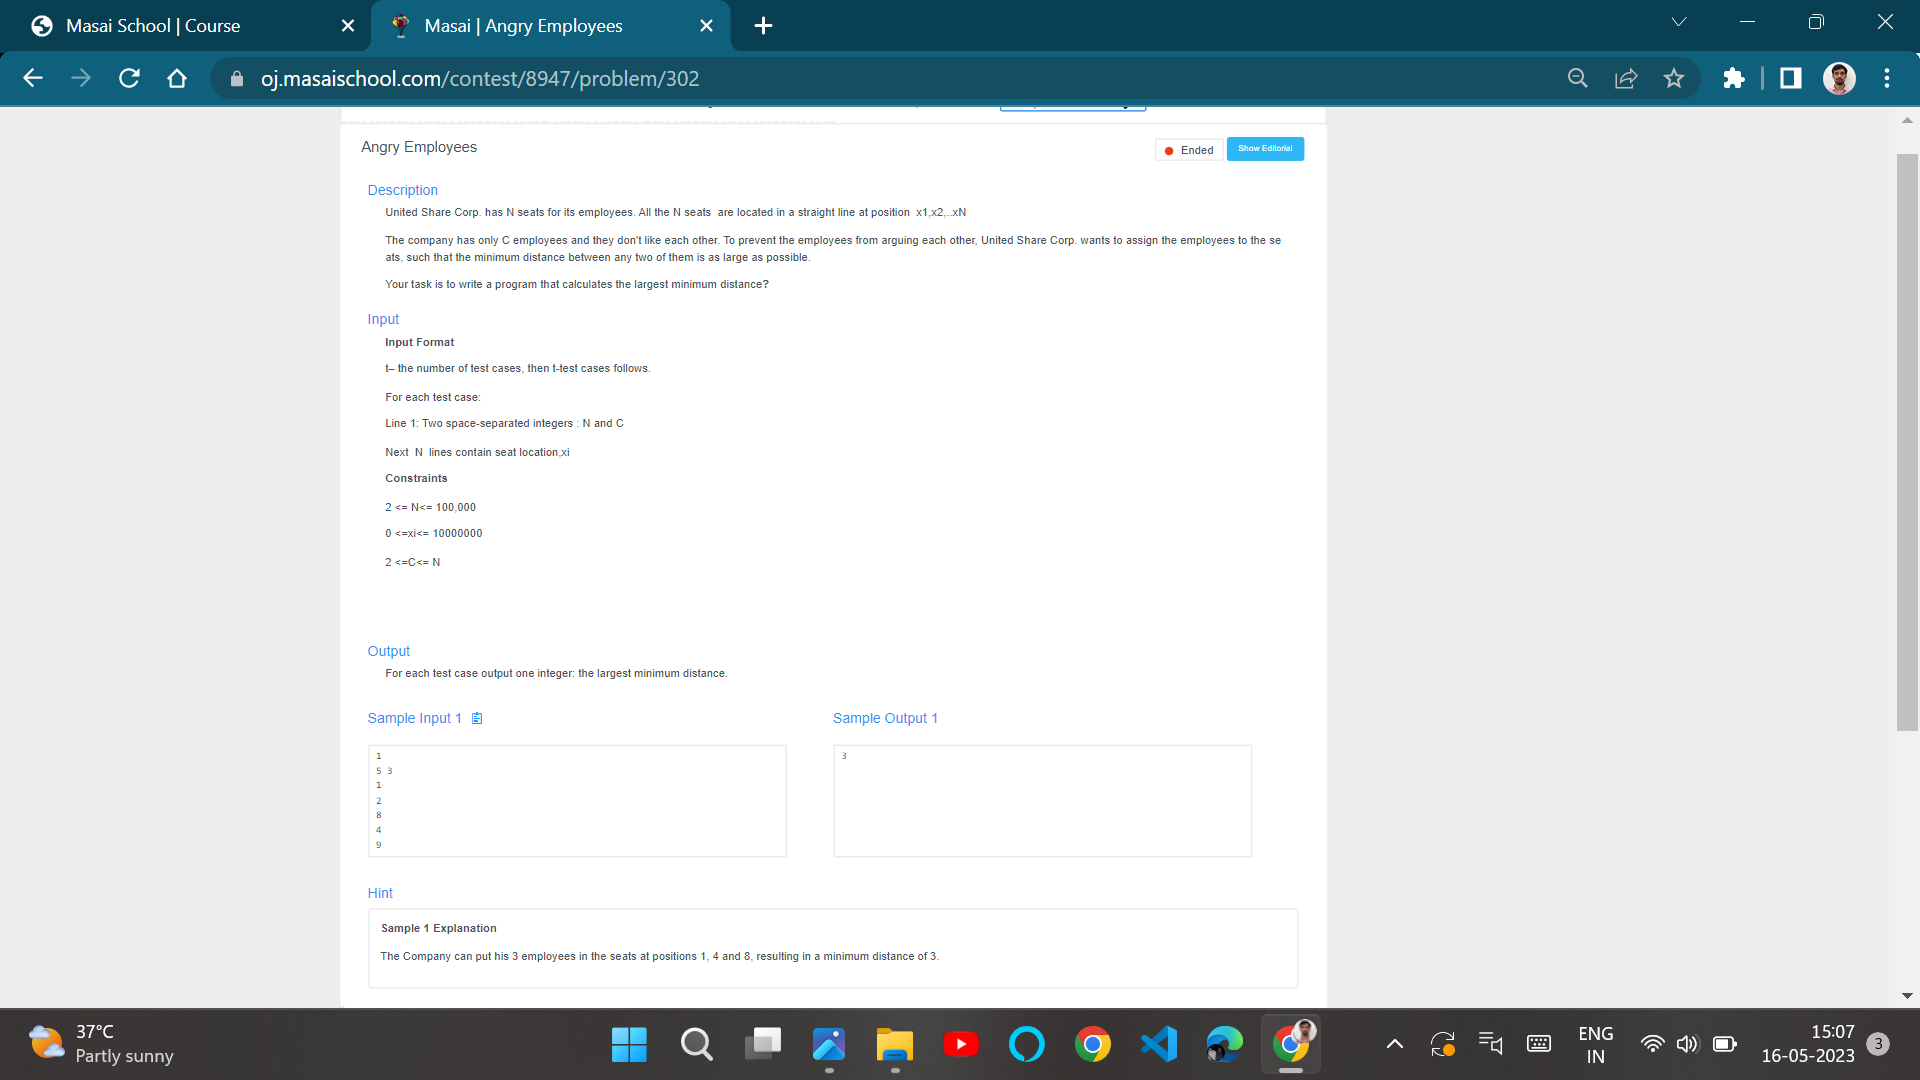 Masai School | Course
Masai | Angry Employees
oj.masaischool.com/contest/8947/problem/302
Angry Employees
Ended
Show Editorial
Description
United Share Corp. has N seats for its employees. All the N seats are located in a straight line at position x1,x2,..xN
The company has only C employees and they don't like each other. To prevent the employees from arguing each other, United Share Corp. wants to assign the employees to the se
ats, such that the minimum distance between any two of them is as large as possible.
Your task is to write a program that calculates the largest minimum distance?
Input
Input Format
t– the number of test cases, then t-test cases follows.
For each test case:
Line 1: Two space-separated integers : N and C
Next N lines contain seat location,xi
Constraints
2 <= N<= 100,000
0 <=xi<= 10000000
2 <=C<= N
Output
For each test case output one integer: the largest minimum distance.
Sample Input 1
Sample Output 1
1
5 3
1
2
8
4
9
3
Hint
Sample 1 Explanation
The Company can put his 3 employees in the seats at positions 1, 4 and 8, resulting in a minimum distance of 3.
37°C
Partly sunny
ENG
IN
15:07
16-05-2023
3